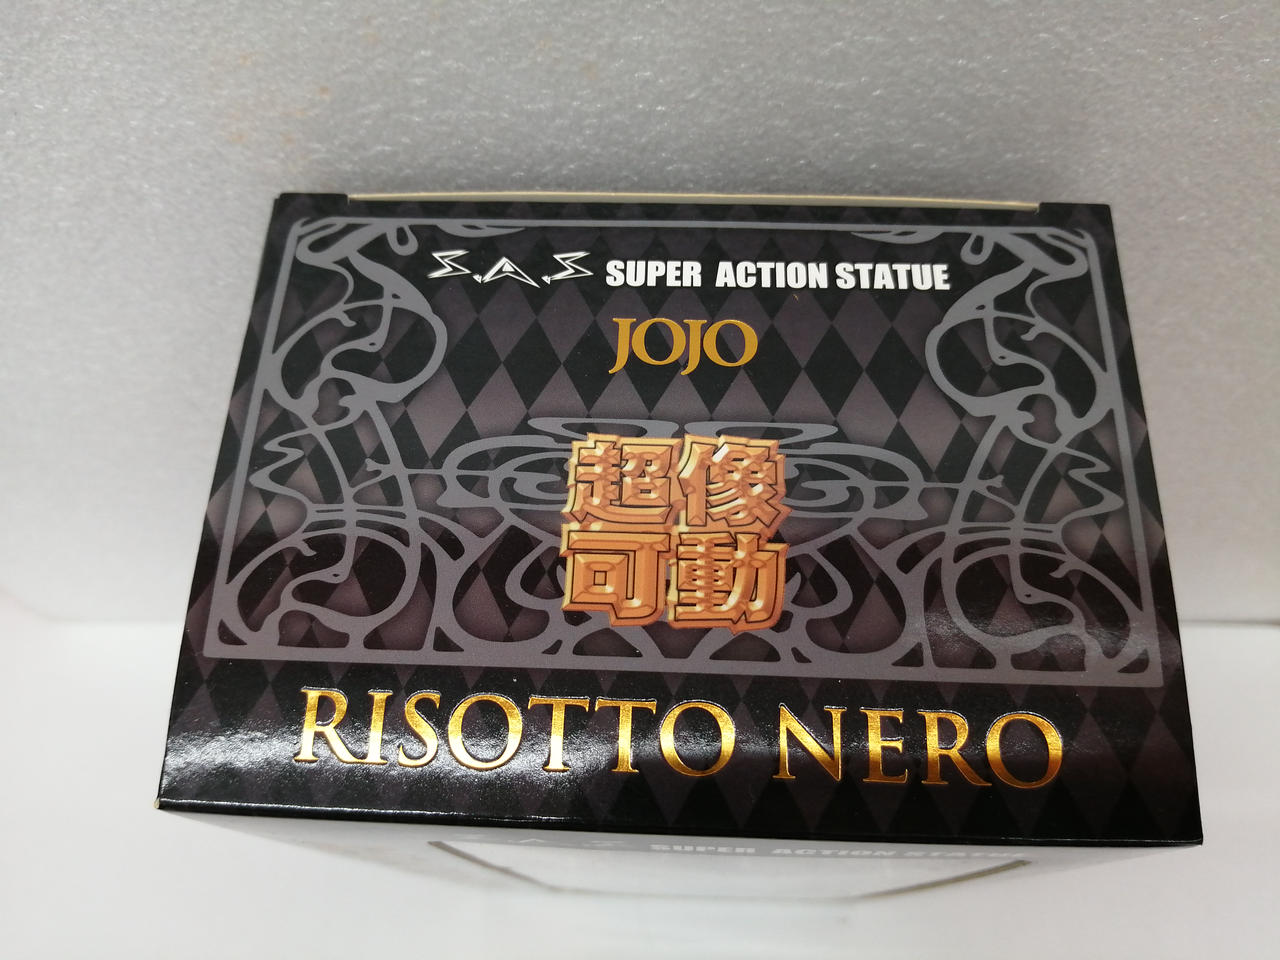 S.A.S SUPER ACTION STATUE
JOJO
超像
可動
RISOTTO NERO
SUPER ACTION STATUE